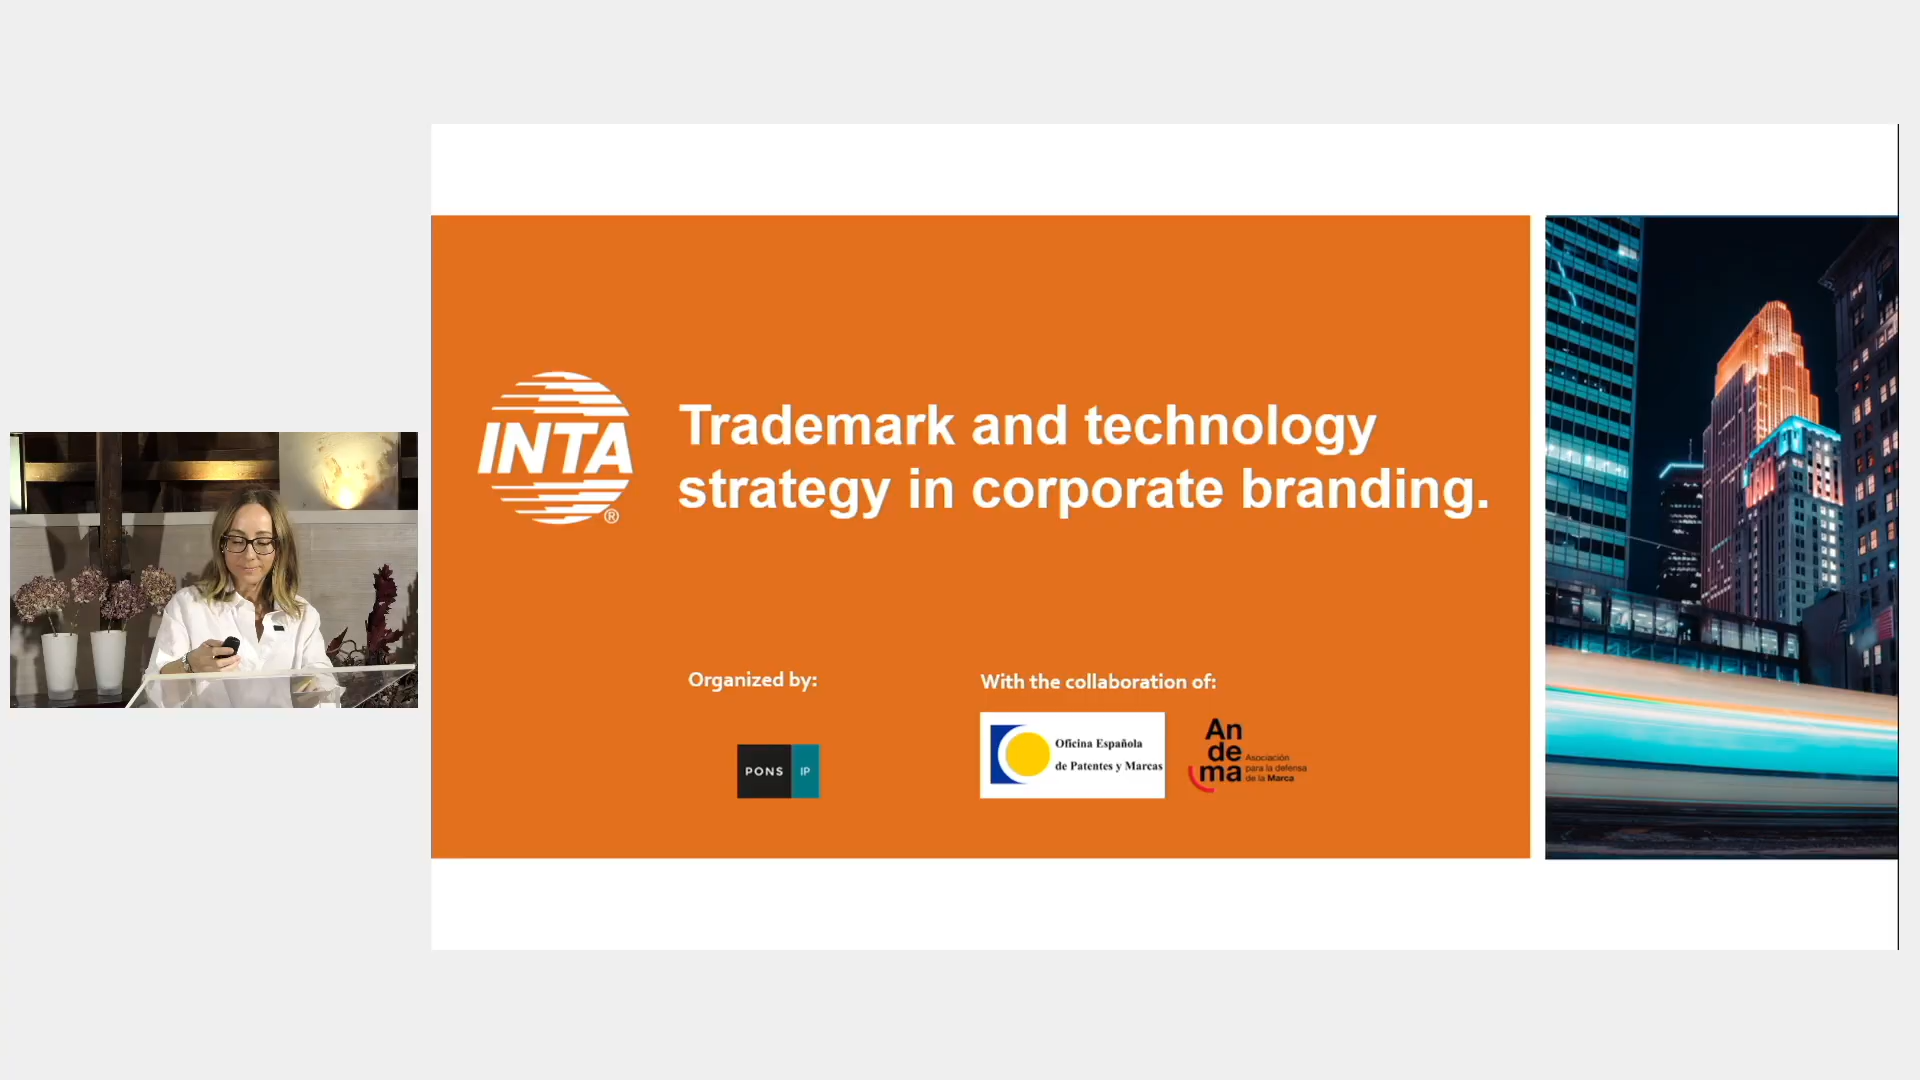 INTA
®
Trademark and technology
strategy in corporate branding.
Organized by:
PONS IP
With the collaboration of:
Oficina Española
de Patentes y Marcas
An
de
ma
Asociación
para la defensa
de la Marca